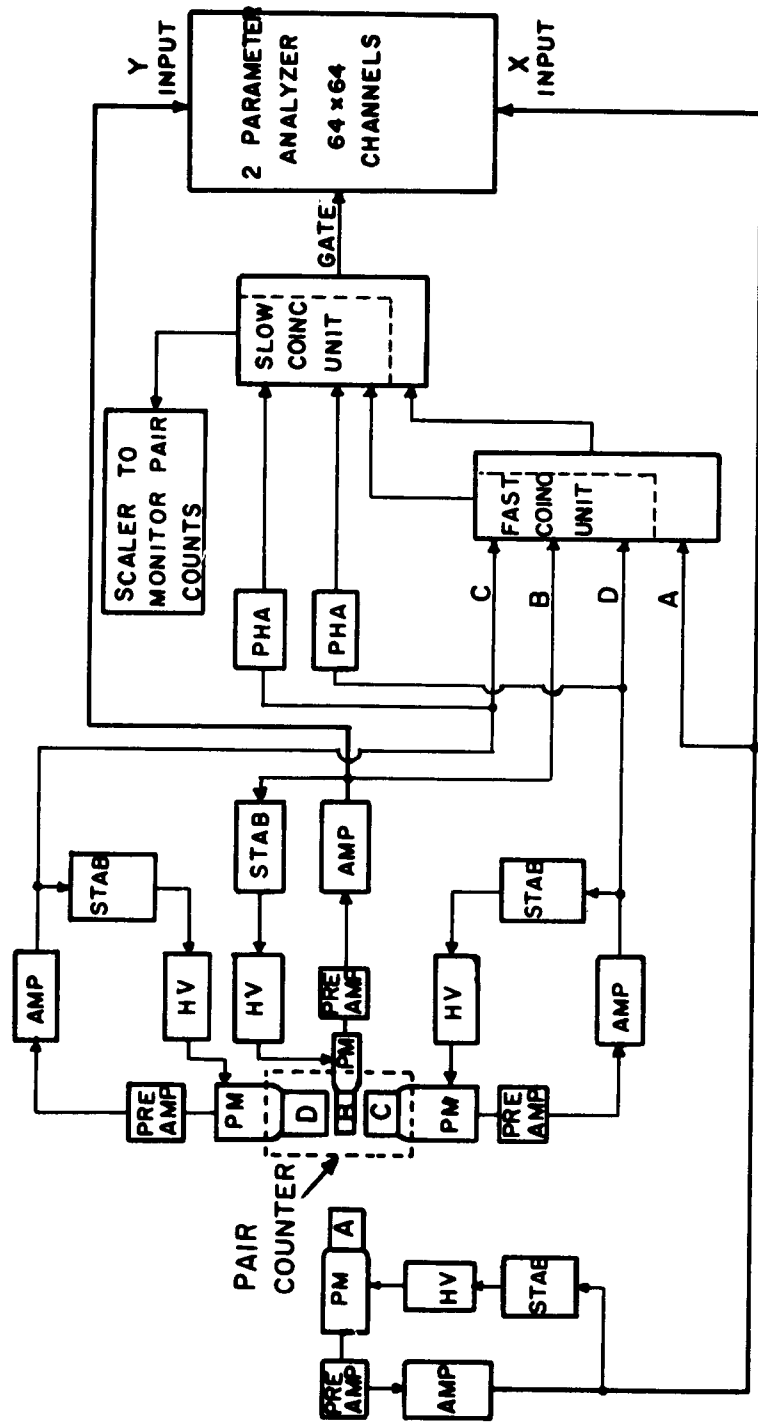 Y
INPUT
2 PARAMETER
ANALYZER
64 x 64
CHANNELS
X
INPUT
GATE
SLOW
COINC
UNIT
SCALER TO
MONITOR PAIR
COUNTS
FAST
COINC
UNIT
PHA
PHA
C
B
D
A
AMP
STAB
HV
PRE
AMP
PM
D
STAB
HV
AMP
PRE
AMP
PM
B
STAB
HV
AMP
PRE
AMP
PM
C
PAIR
COUNTER
A
PM
HV
STAB
PRE
AMP
AMP